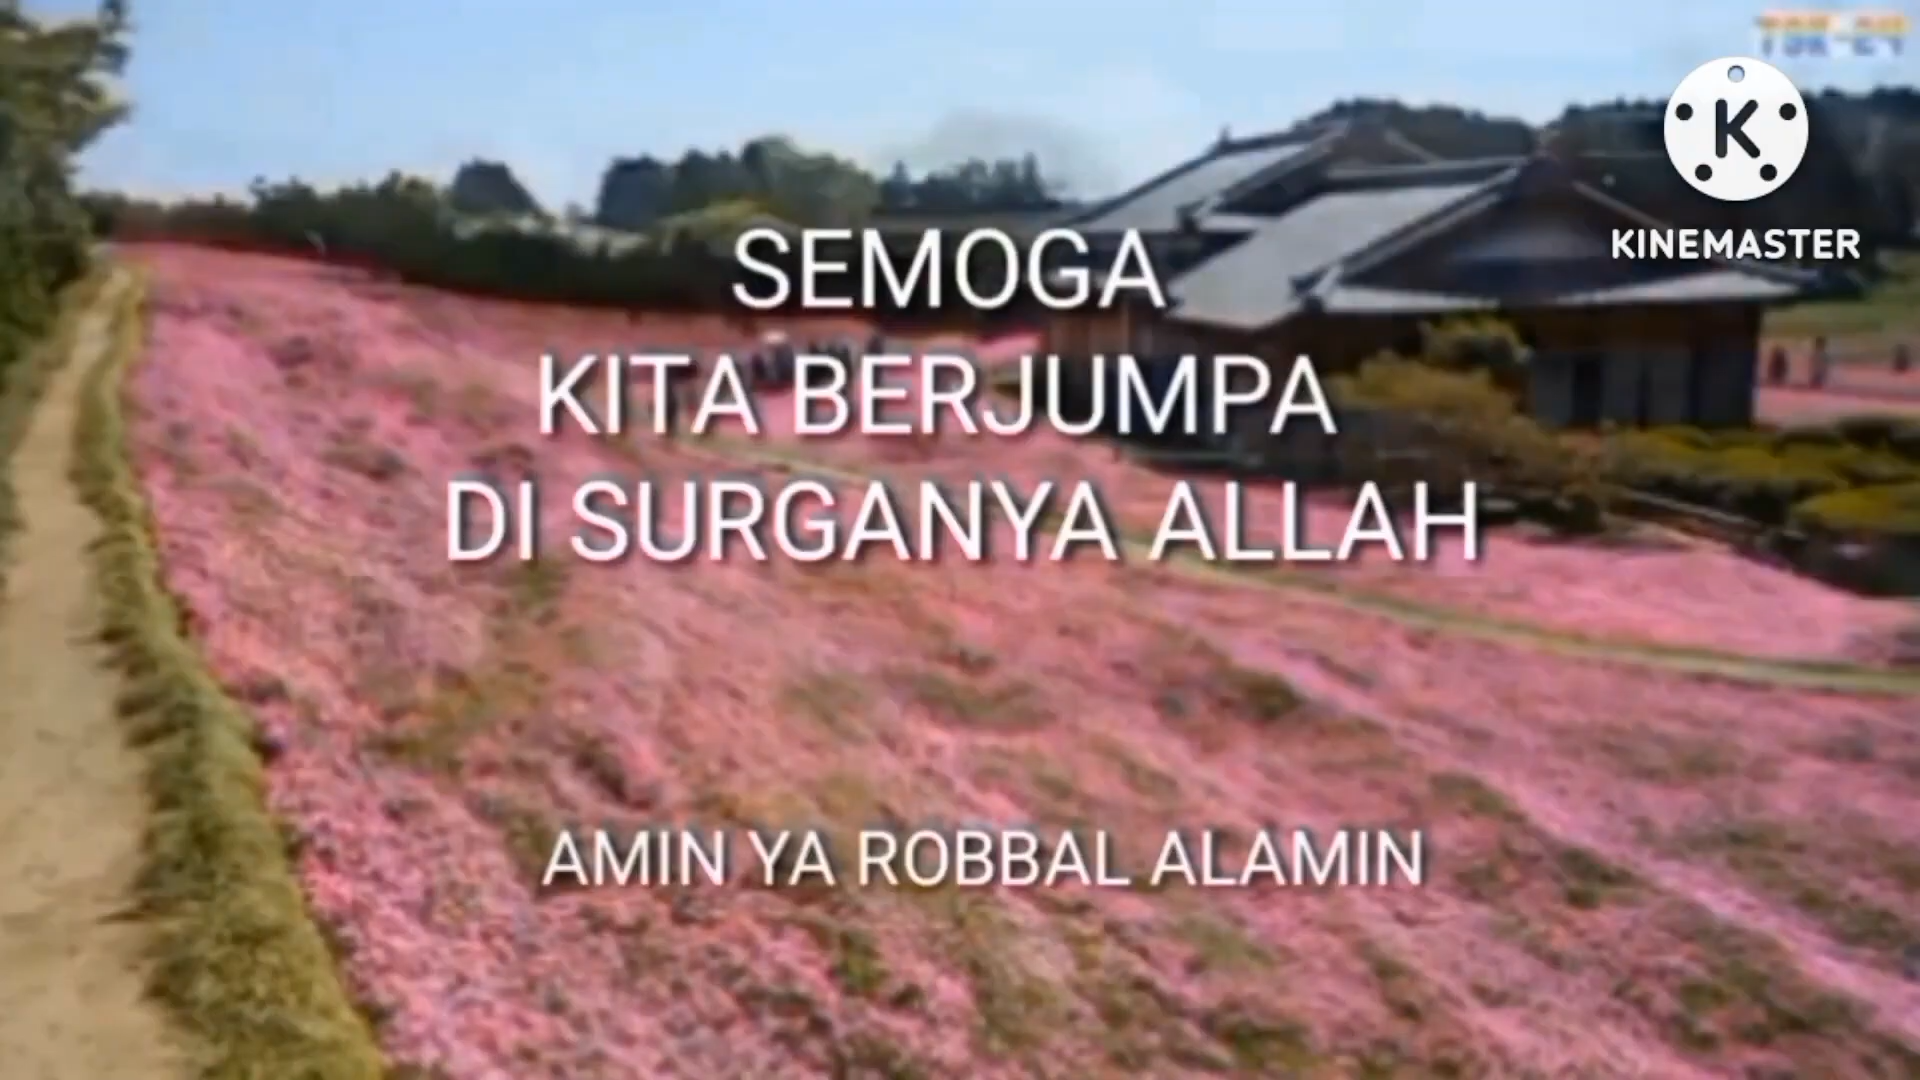 KINEMASTER
SEMOGA
KITA BERJUMPA
DI SURGANYA ALLAH
AMIN YA ROBBAL ALAMIN